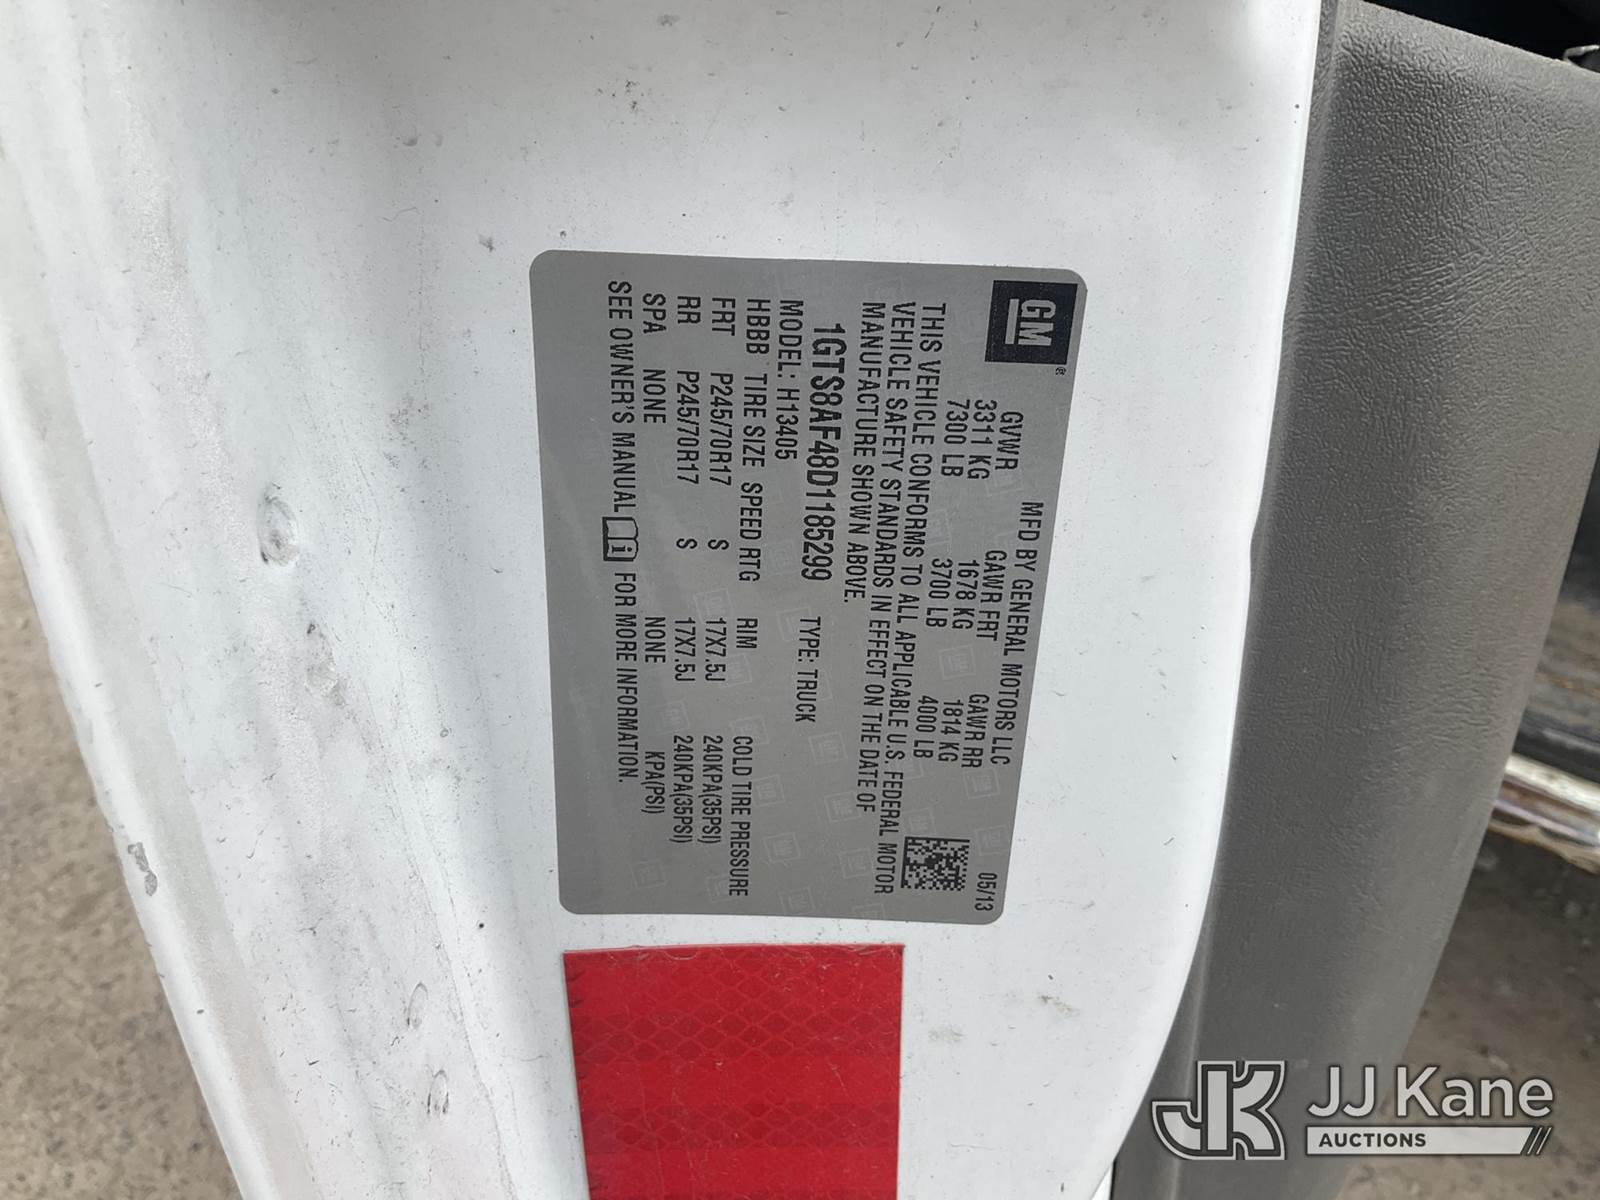 GM®
MFD BY GENERAL MOTORS LLC 05/13
GVWR GAWR FRT GAWR RR
3311 KG 1678 KG 1814 KG
7300 LB 3700 LB 4000 LB
THIS VEHICLE CONFORMS TO ALL APPLICABLE U.S. FEDERAL MOTOR
VEHICLE SAFETY STANDARDS IN EFFECT ON THE DATE OF
MANUFACTURE SHOWN ABOVE.
1GTS8AF48D1185299 TYPE: TRUCK
MODEL: H13405
HBBB TIRE SIZE SPEED RTG RIM COLD TIRE PRESSURE
FRT P245/70R17 S 17X7.5J 240KPA(35PSI)
RR P245/70R17 S 17X7.5J 240KPA(35PSI)
SPA NONE NONE KPA(PSI)
SEE OWNER'S MANUAL FOR MORE INFORMATION.
JK JJ Kane
AUCTIONS